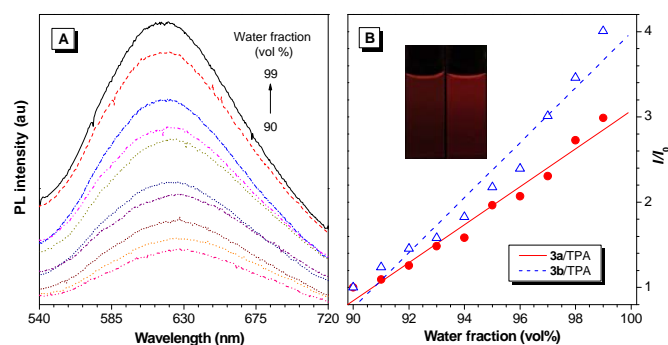 A
Water fraction
(vol %)
99
90
PL intensity (au)
540 585 630 675 720
Wavelength (nm)
B
4
3
2
1
I/I0
3a/TPA
3b/TPA
90 92 94 96 98 100
Water fraction (vol%)